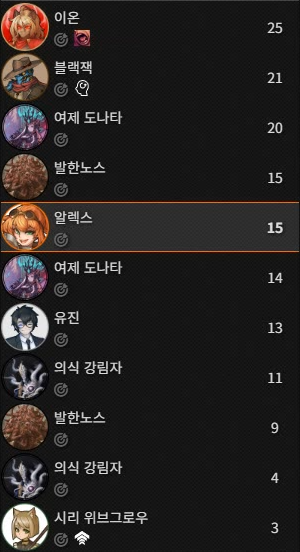 이온
25
블랙잭
21
여제 도나타
20
발한노스
15
알렉스
15
여제 도나타
14
유진
13
의식 강림자
11
발한노스
9
의식 강림자
4
시리 위브그로우
3